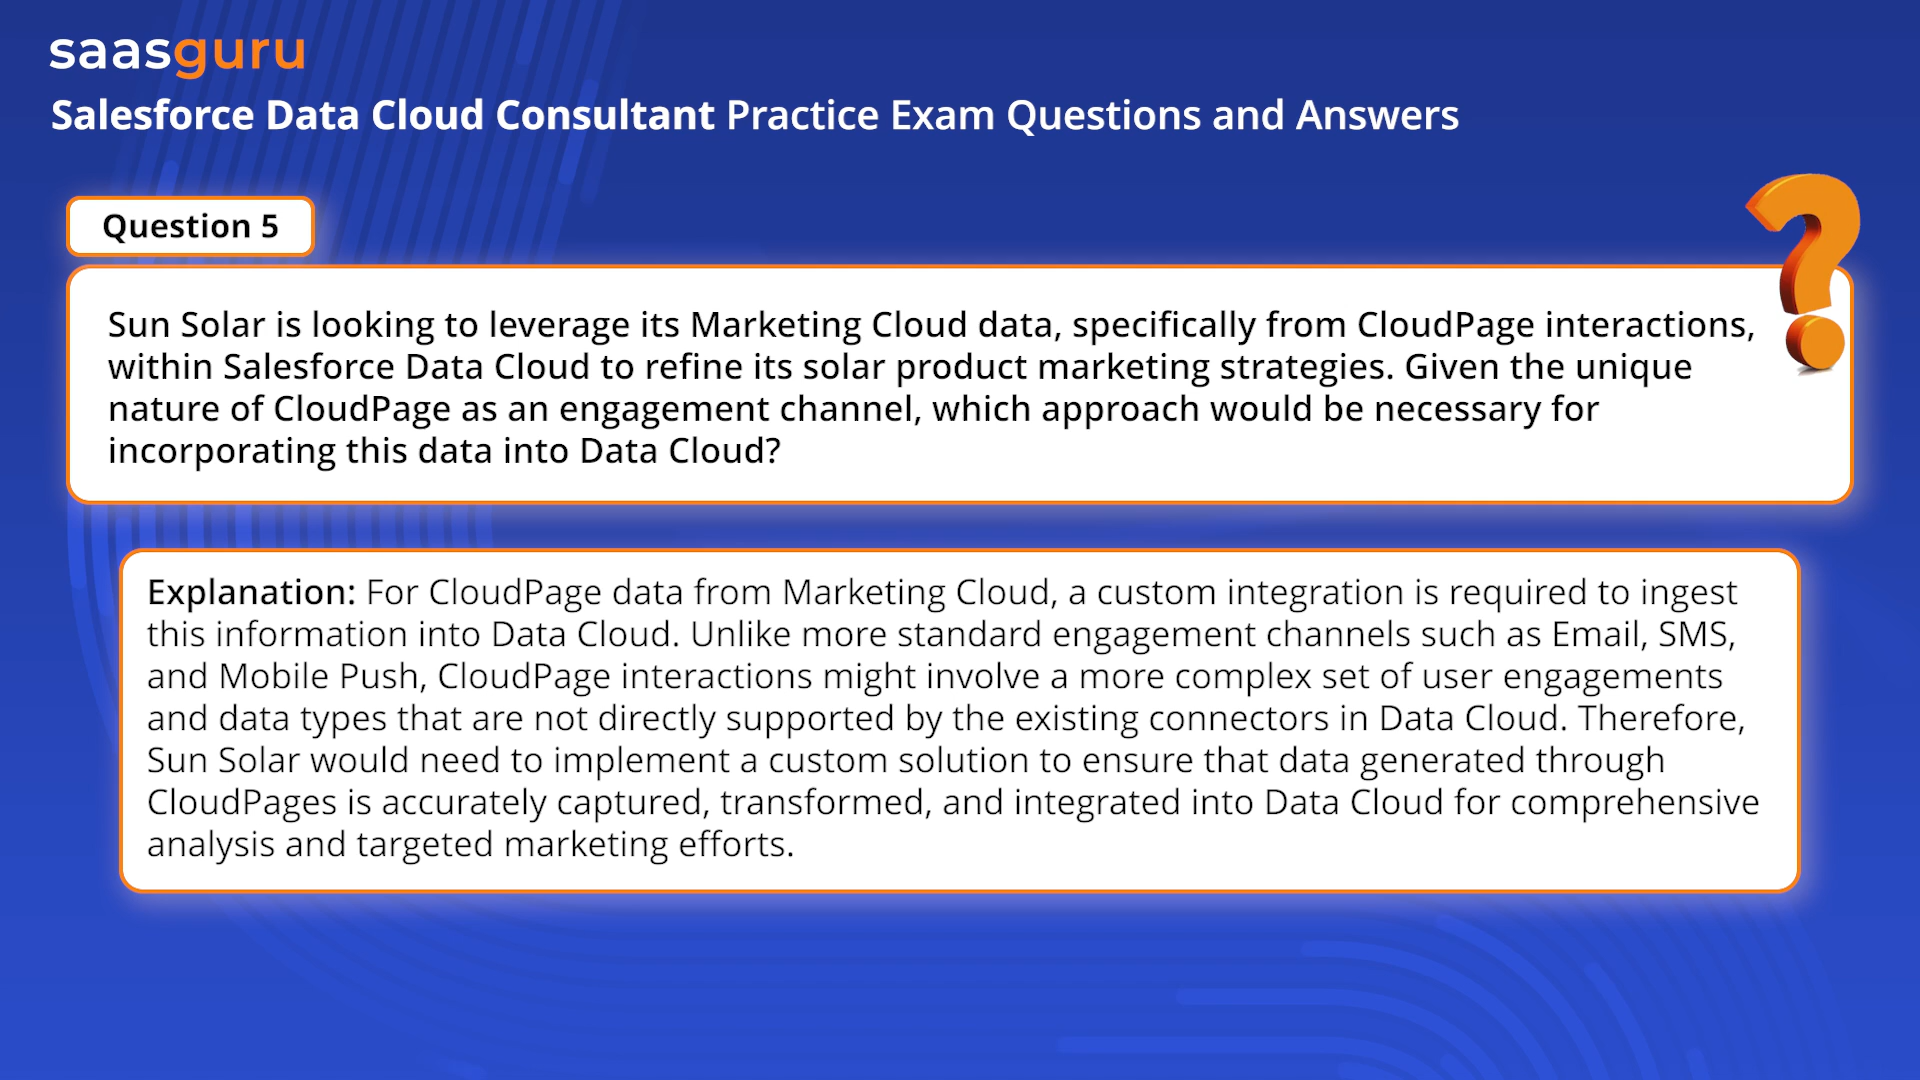 saasguru
Salesforce Data Cloud Consultant Practice Exam Questions and Answers
Question 5
Sun Solar is looking to leverage its Marketing Cloud data, specifically from CloudPage interactions,
within Salesforce Data Cloud to refine its solar product marketing strategies. Given the unique
nature of CloudPage as an engagement channel, which approach would be necessary for
incorporating this data into Data Cloud?
Explanation: For CloudPage data from Marketing Cloud, a custom integration is required to ingest
this information into Data Cloud. Unlike more standard engagement channels such as Email, SMS,
and Mobile Push, CloudPage interactions might involve a more complex set of user engagements
and data types that are not directly supported by the existing connectors in Data Cloud. Therefore,
Sun Solar would need to implement a custom solution to ensure that data generated through
CloudPages is accurately captured, transformed, and integrated into Data Cloud for comprehensive
analysis and targeted marketing efforts.